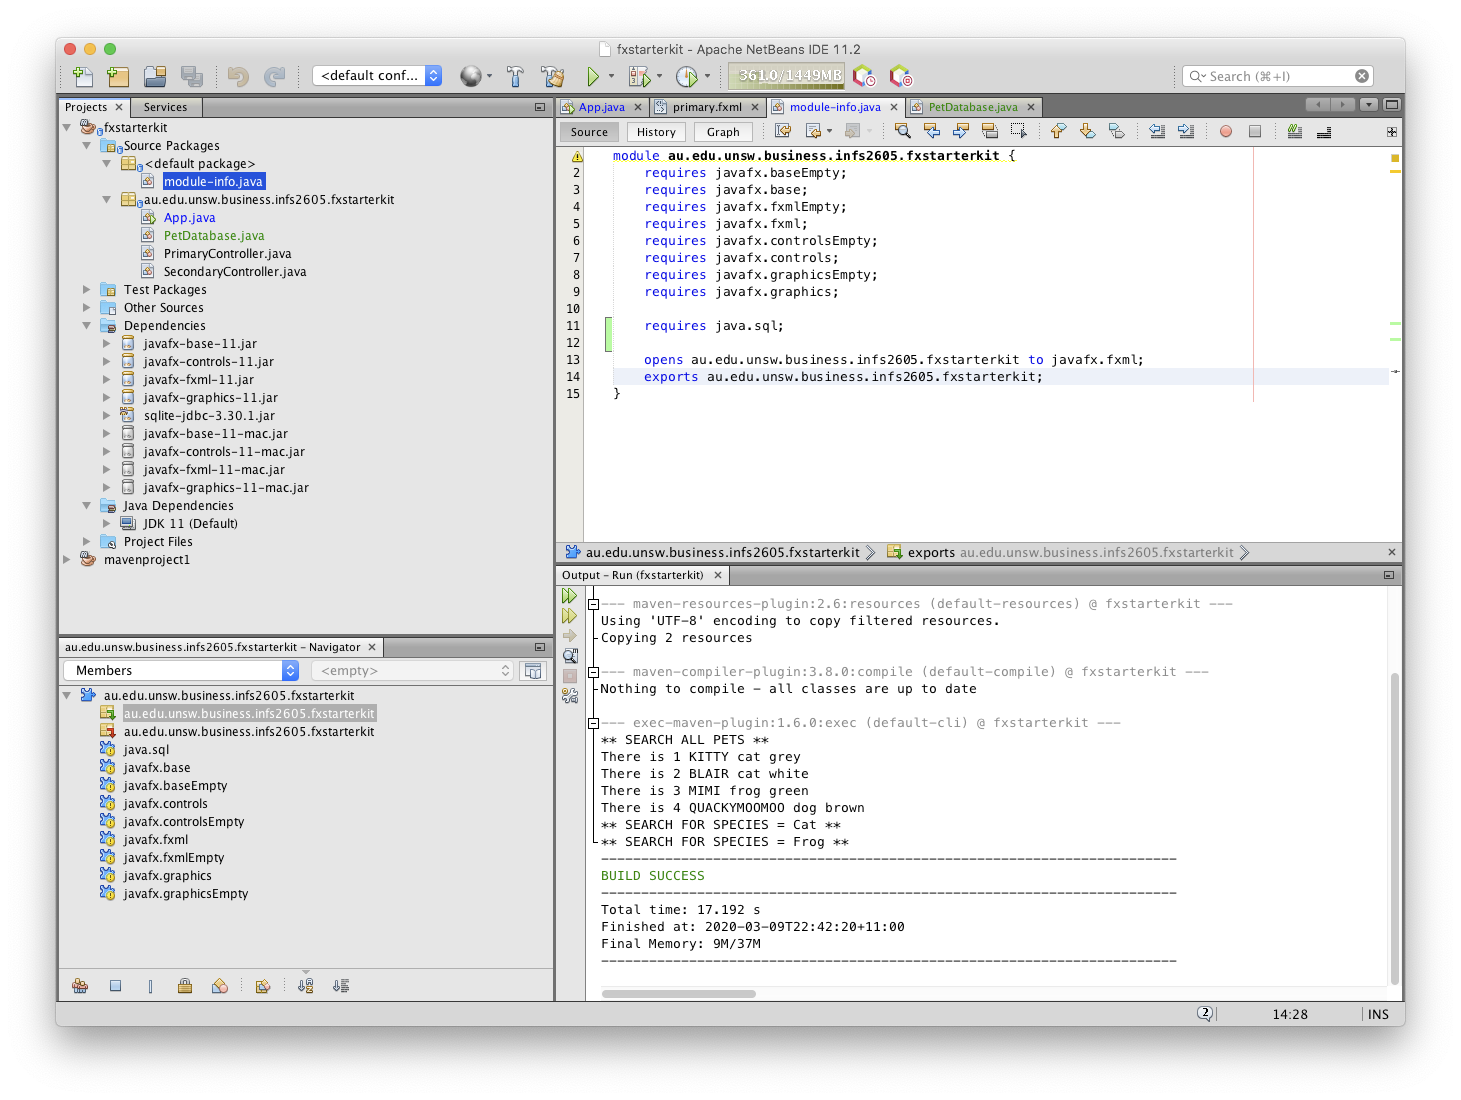 fxstarterkit - Apache NetBeans IDE 11.2
<default conf...
361.0/1449MB
Search (⌘+I)
Projects
Services
fxstarterkit
Source Packages
<default package>
module-info.java
au.edu.unsw.business.infs2605.fxstarterkit
App.java
PetDatabase.java
PrimaryController.java
SecondaryController.java
Test Packages
Other Sources
Dependencies
javafx-base-11.jar
javafx-controls-11.jar
javafx-fxml-11.jar
javafx-graphics-11.jar
sqlite-jdbc-3.30.1.jar
javafx-base-11-mac.jar
javafx-controls-11-mac.jar
javafx-fxml-11-mac.jar
javafx-graphics-11-mac.jar
Java Dependencies
JDK 11 (Default)
Project Files
mavenproject1
au.edu.unsw.business.infs2605.fxstarterkit - Navigator
Members
<empty>
au.edu.unsw.business.infs2605.fxstarterkit
au.edu.unsw.business.infs2605.fxstarterkit
au.edu.unsw.business.infs2605.fxstarterkit
java.sql
javafx.base
javafx.baseEmpty
javafx.controls
javafx.controlsEmpty
javafx.fxml
javafx.fxmlEmpty
javafx.graphics
javafx.graphicsEmpty
App.java
primary.fxml
module-info.java
PetDatabase.java
Source
History
Graph
module au.edu.unsw.business.infs2605.fxstarterkit {
2 requires javafx.baseEmpty;
3 requires javafx.base;
4 requires javafx.fxmlEmpty;
5 requires javafx.fxml;
6 requires javafx.controlsEmpty;
7 requires javafx.controls;
8 requires javafx.graphicsEmpty;
9 requires javafx.graphics;
10
11 requires java.sql;
12
13 opens au.edu.unsw.business.infs2605.fxstarterkit to javafx.fxml;
14 exports au.edu.unsw.business.infs2605.fxstarterkit;
15 }
au.edu.unsw.business.infs2605.fxstarterkit
exports au.edu.unsw.business.infs2605.fxstarterkit
Output - Run (fxstarterkit)
--- maven-resources-plugin:2.6:resources (default-resources) @ fxstarterkit ---
Using 'UTF-8' encoding to copy filtered resources.
Copying 2 resources
--- maven-compiler-plugin:3.8.0:compile (default-compile) @ fxstarterkit ---
Nothing to compile - all classes are up to date
--- exec-maven-plugin:1.6.0:exec (default-cli) @ fxstarterkit ---
** SEARCH ALL PETS **
There is 1 KITTY cat grey
There is 2 BLAIR cat white
There is 3 MIMI frog green
There is 4 QUACKYMOOMOO dog brown
** SEARCH FOR SPECIES = Cat **
** SEARCH FOR SPECIES = Frog **
------------------------------------------------------------------------
BUILD SUCCESS
------------------------------------------------------------------------
Total time: 17.192 s
Finished at: 2020-03-09T22:42:20+11:00
Final Memory: 9M/37M
------------------------------------------------------------------------
2
14:28
INS